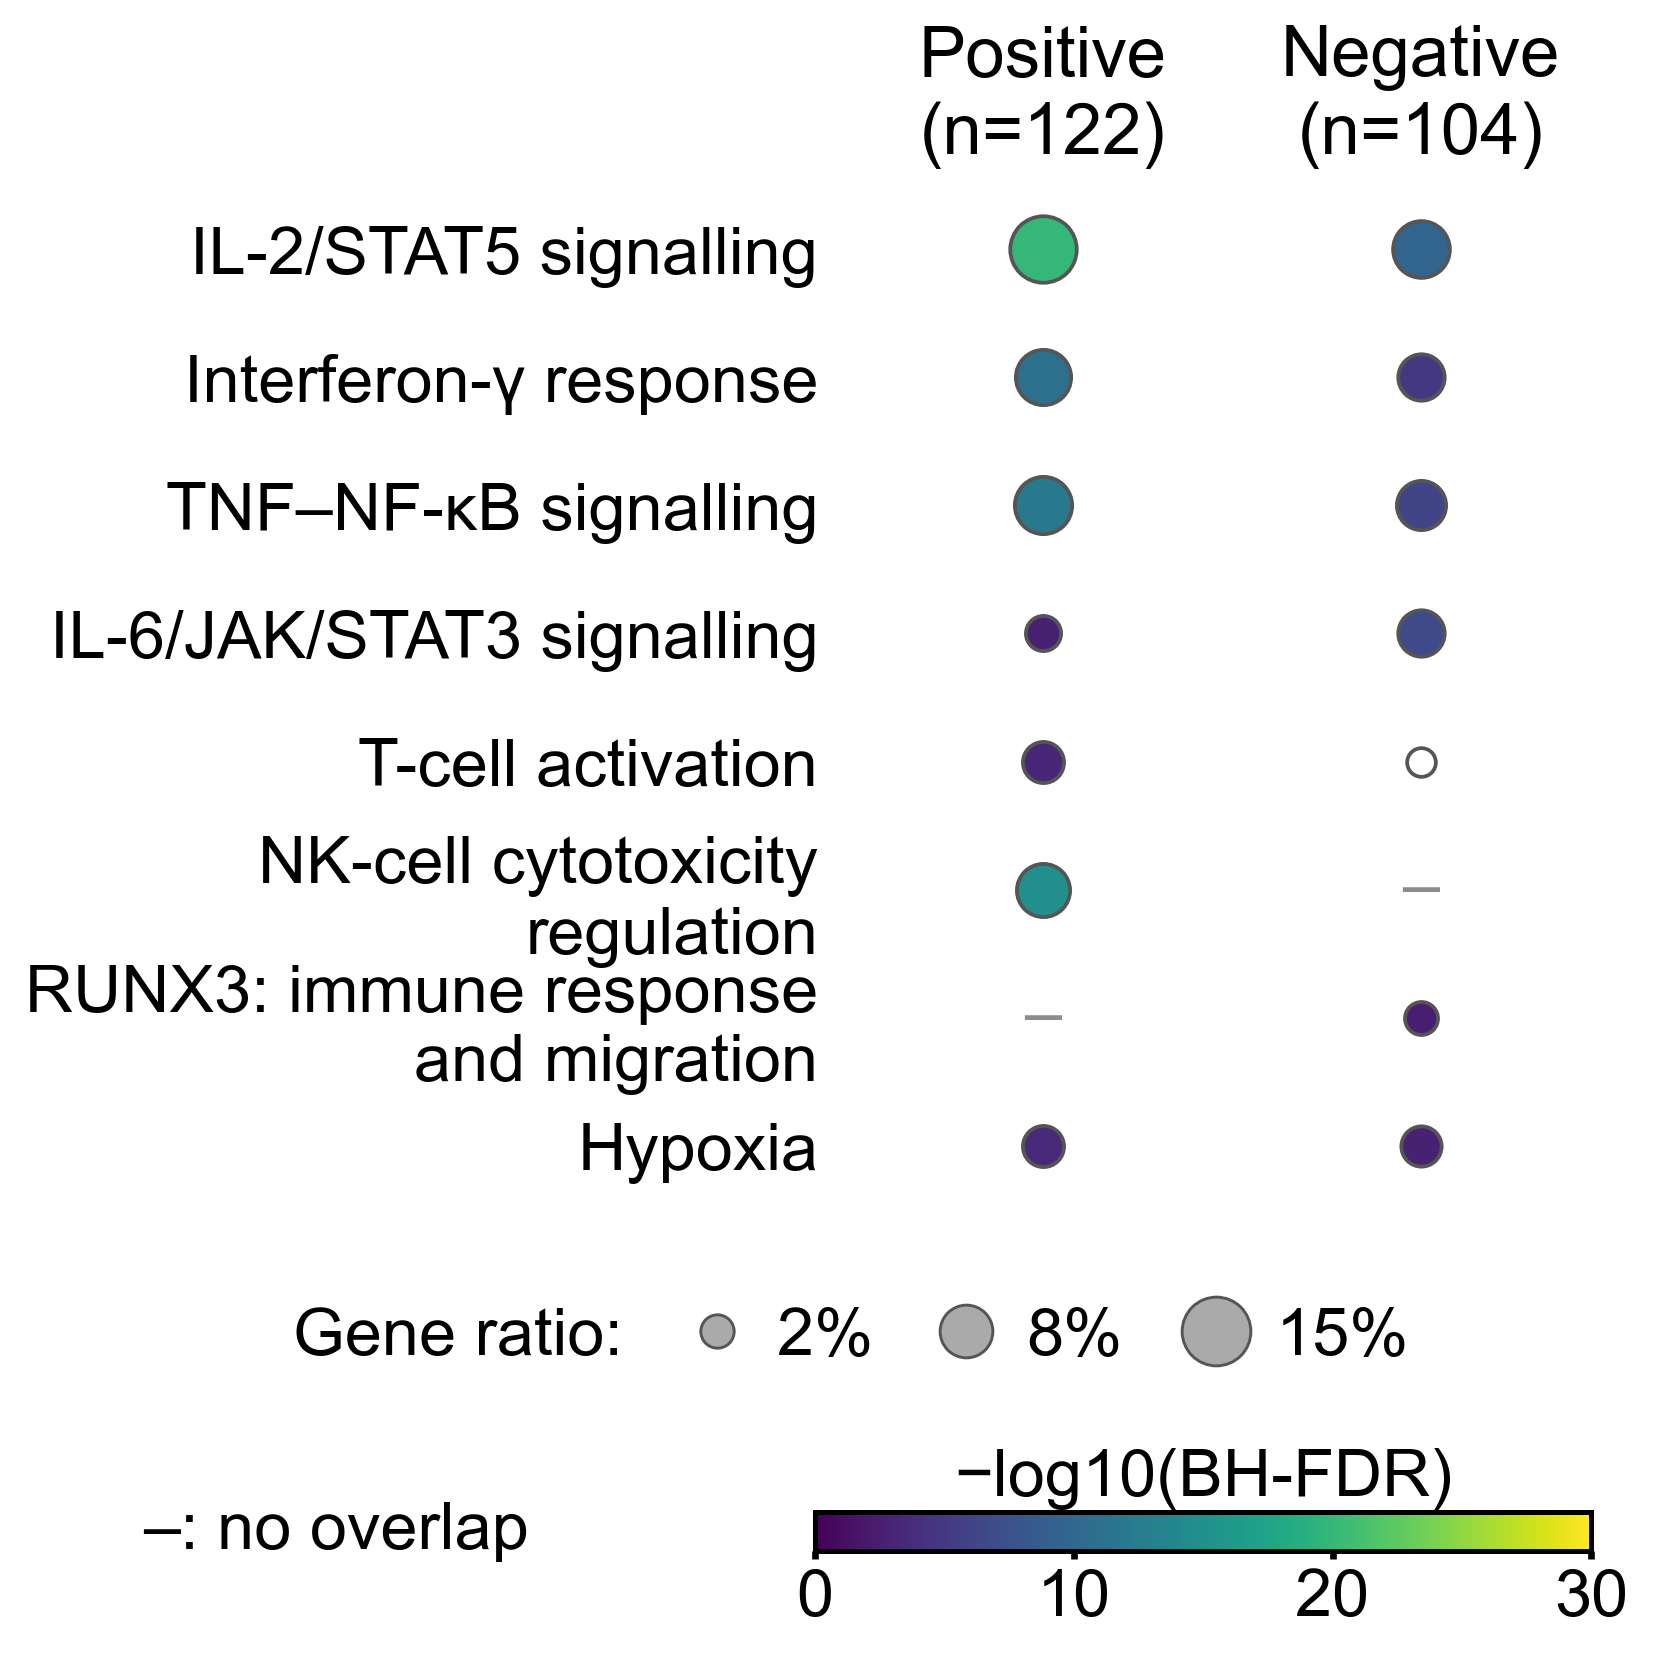 Positive
(n=122)
Negative
(n=104)
IL-2/STAT5 signalling
Interferon-γ response
TNF–NF-κB signalling
IL-6/JAK/STAT3 signalling
T-cell activation
NK-cell cytotoxicity
regulation
–
RUNX3: immune response
and migration
–
Hypoxia
Gene ratio: 2% 8% 15%
–: no overlap
−log10(BH-FDR)
0 10 20 30